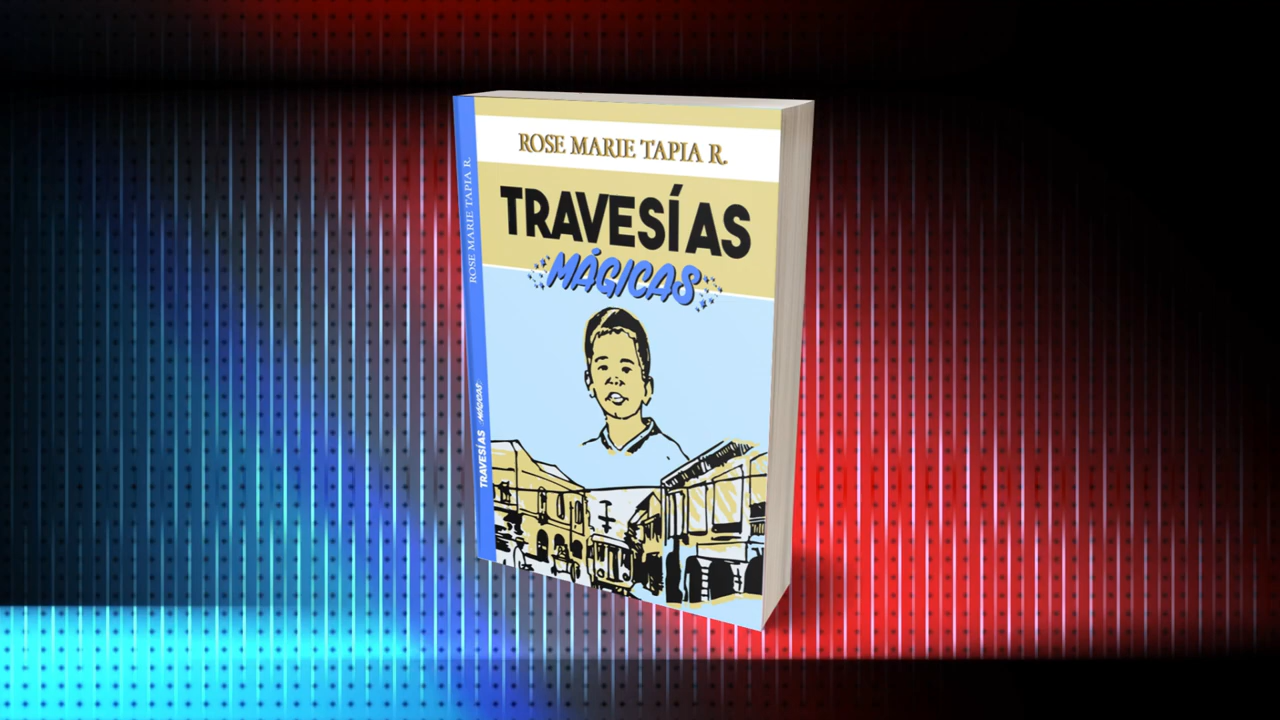 ROSE MARIE TAPIA R.
TRAVESÍAS
MÁGICAS
ROSE MARIE TAPIA R.
TRAVESÍAS MÁGICAS